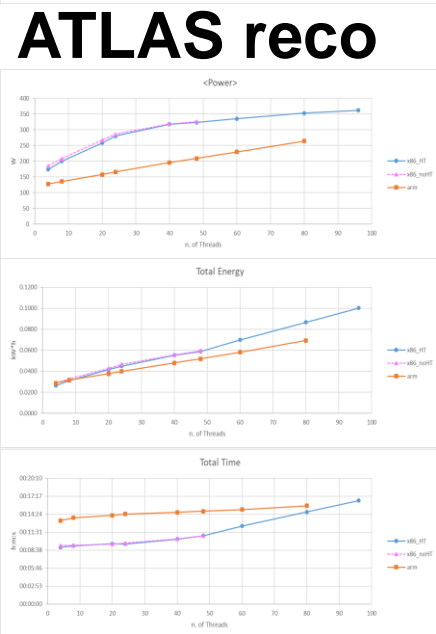 ATLAS reco
<Power>
400
350
300
250
200
150
100
50
0
W
0 10 20 30 40 50 60 70 80 90 100
n. of Threads
x86_HT
x86_noHT
arm
Total Energy
0.1200
0.1000
0.0800
0.0600
0.0400
0.0200
0.0000
kW*h
0 10 20 30 40 50 60 70 80 90 100
n. of Threads
x86_HT
x86_noHT
arm
Total Time
00:20:10
00:17:17
00:14:24
00:11:31
00:08:38
00:05:46
00:02:53
00:00:00
h:m:s
0 10 20 30 40 50 60 70 80 90 100
n. of Threads
x86_HT
x86_noHT
arm